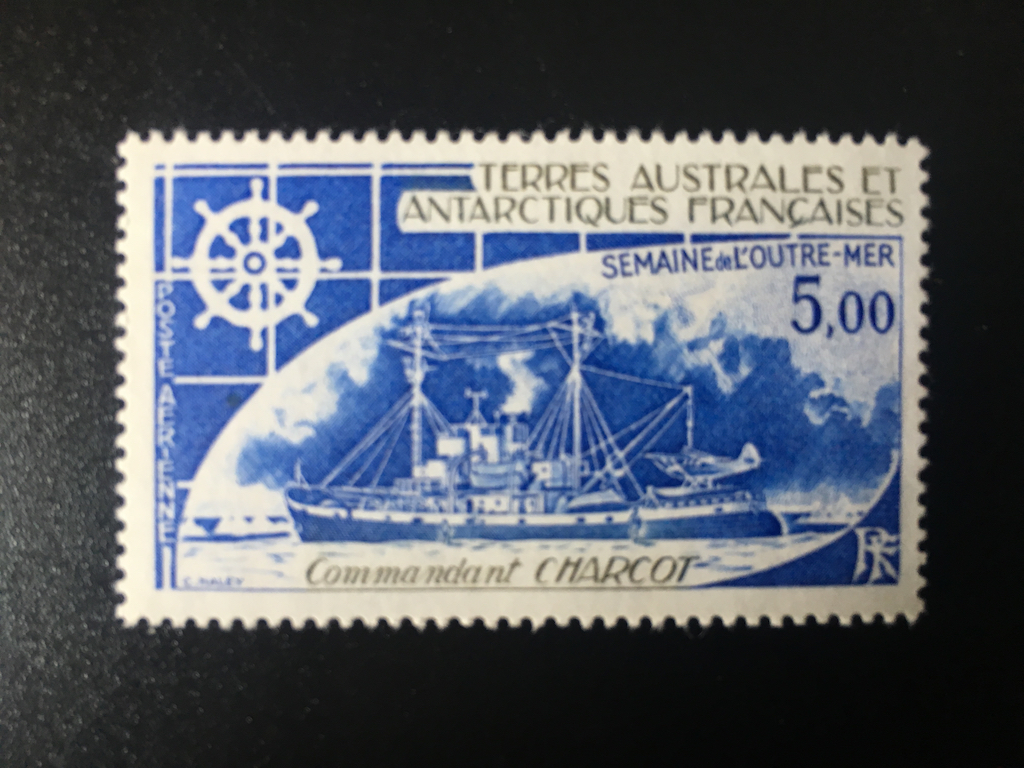 TERRES AUSTRALES ET
ANTARCTIQUES FRANÇAISES
SEMAINE de L'OUTRE-MER
5,00
POSTE AERIENNE
Commandant CHARCOT
C. HALEY
RF